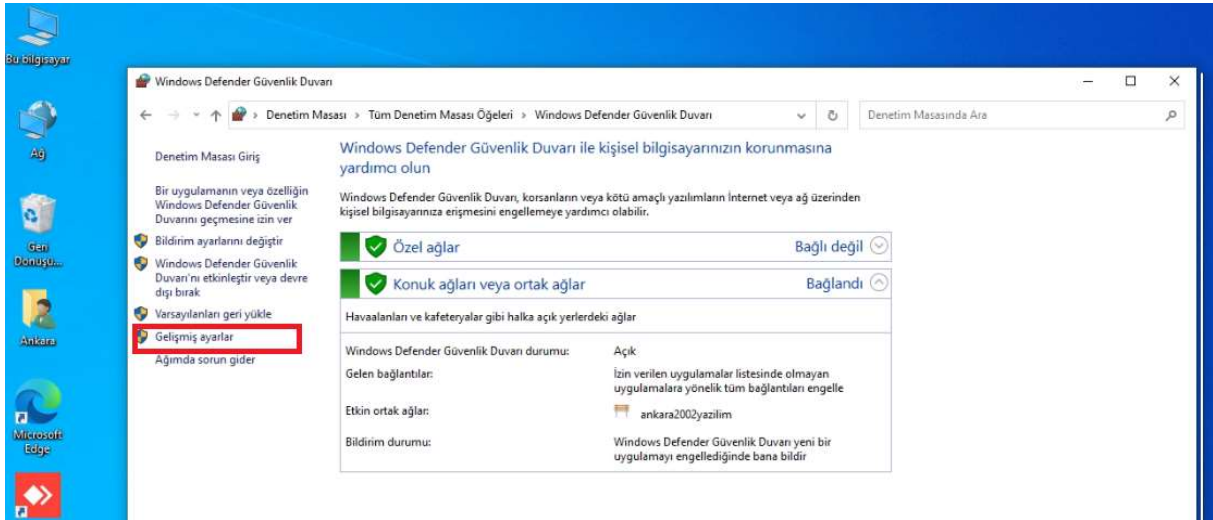 Bu bilgisayar
Ağ
Geri
Dönüşü...
Ankara
Microsoft
Edge
Windows Defender Güvenlik Duvarı
Denetim Masası > Tüm Denetim Masası Öğeleri > Windows Defender Güvenlik Duvarı
Denetim Masasında Ara
Denetim Masası Giriş
Bir uygulamanın veya özelliğin
Windows Defender Güvenlik
Duvarını geçmesine izin ver
Bildirim ayarlarını değiştir
Windows Defender Güvenlik
Duvarı'nı etkinleştir veya devre
dışı bırak
Varsayılanları geri yükle
Gelişmiş ayarlar
Ağımda sorun gider
Windows Defender Güvenlik Duvarı ile kişisel bilgisayarınızın korunmasına
yardımcı olun
Windows Defender Güvenlik Duvarı, korsanların veya kötü amaçlı yazılımların İnternet veya ağ üzerinden
kişisel bilgisayarınıza erişmesini engellemeye yardımcı olabilir.
Özel ağlar Bağlı değil
Konuk ağları veya ortak ağlar Bağlandı
Havaalanları ve kafeteryalar gibi halka açık yerlerdeki ağlar
Windows Defender Güvenlik Duvarı durumu: Açık
Gelen bağlantılar: İzin verilen uygulamalar listesinde olmayan
uygulamalara yönelik tüm bağlantıları engelle
Etkin ortak ağlar: ankara2002yazilim
Bildirim durumu: Windows Defender Güvenlik Duvarı yeni bir
uygulamayı engellediğinde bana bildir